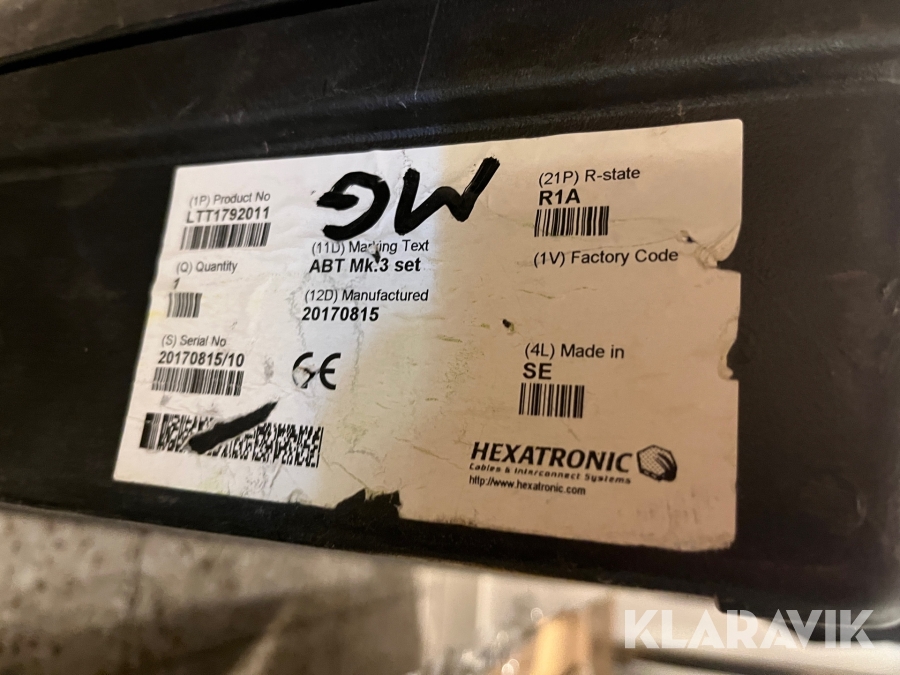 (1P) Product No
LTT1792011
(Q) Quantity
1
(S) Serial No
20170815/10
(11D) Marking Text
ABT Mk.3 set
(12D) Manufactured
20170815
CE
(21P) R-state
R1A
(1V) Factory Code
(4L) Made in
SE
HEXATRONIC
Cables & Interconnect Systems
http://www.hexatronic.com
KLARAVIK